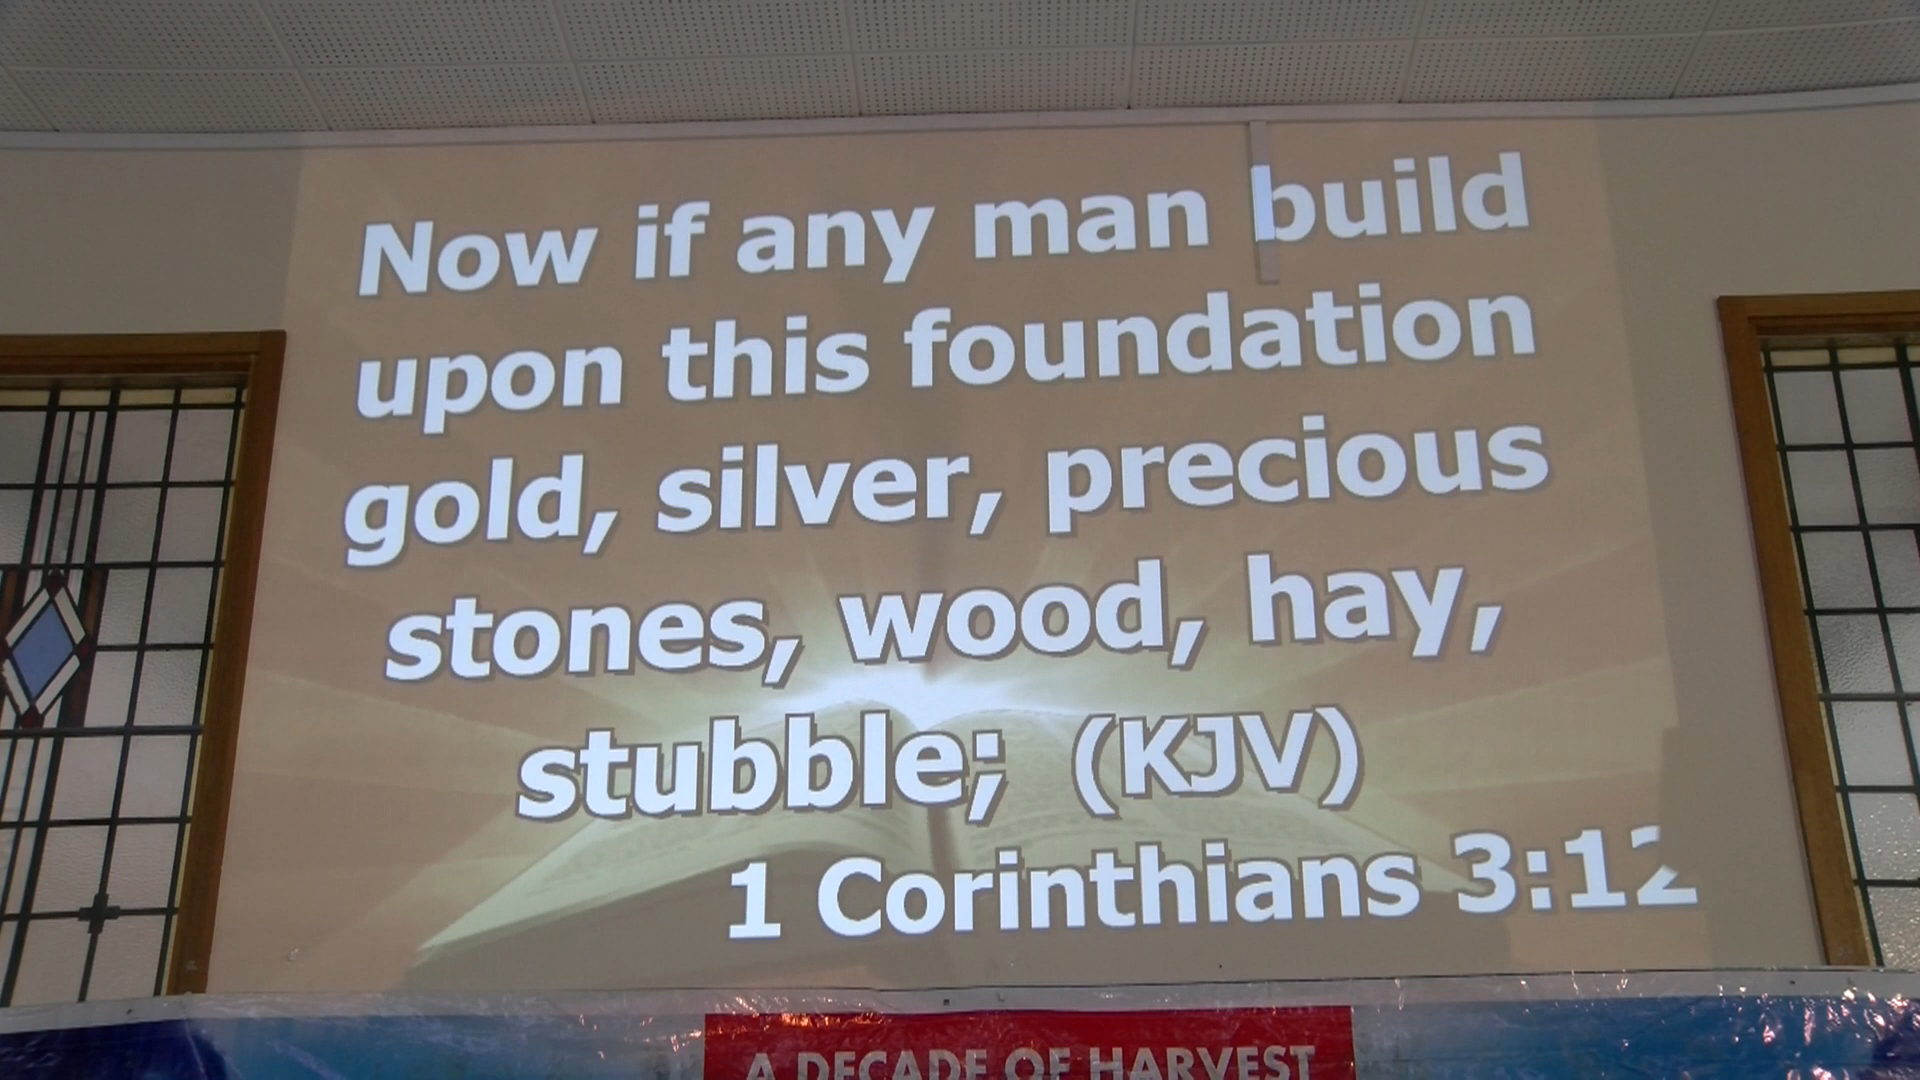 Now if any man build
upon this foundation
gold, silver, precious
stones, wood, hay,
stubble; (KJV)
1 Corinthians 3:12
A DECADE OF HARVEST